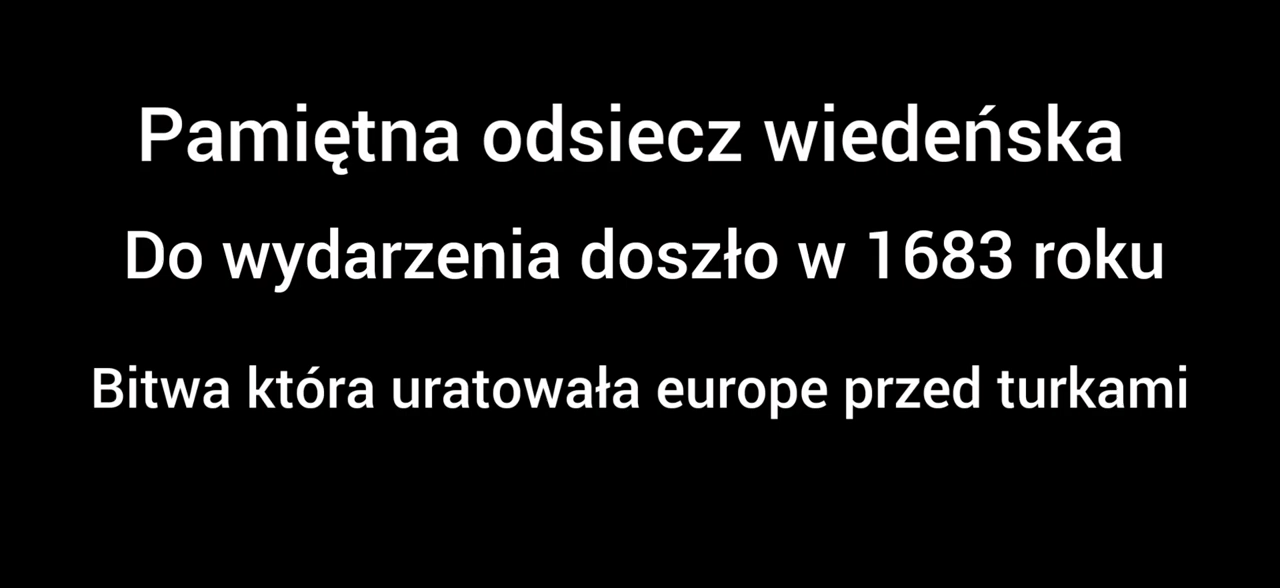 Pamiętna odsiecz wiedeńska
Do wydarzenia doszło w 1683 roku
Bitwa która uratowała europe przed turkami